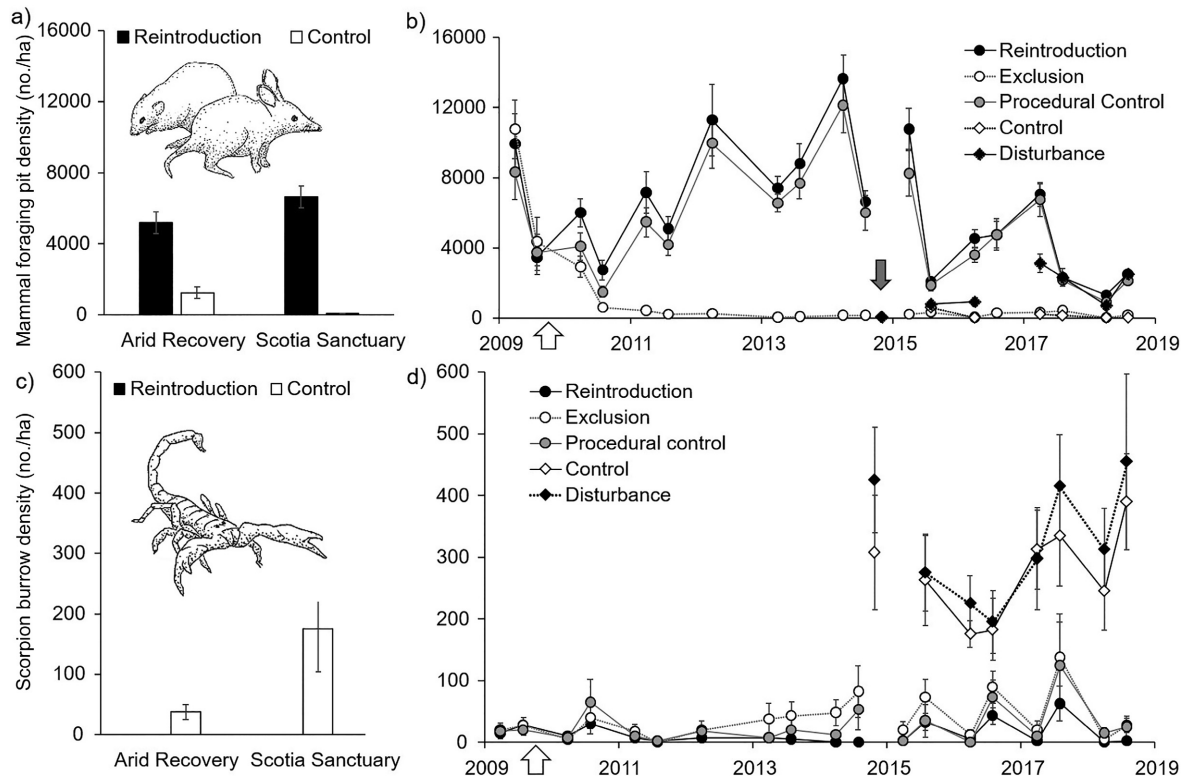 a)
Mammal foraging pit density (no./ha)
16000
12000
8000
4000
0
Reintroduction
Control
Arid Recovery
Scotia Sanctuary
b)
16000
12000
8000
4000
0
2009
2011
2013
2015
2017
2019
Reintroduction
Exclusion
Procedural Control
Control
Disturbance
c)
Scorpion burrow density (no./ha)
600
500
400
300
200
100
0
Reintroduction
Control
Arid Recovery
Scotia Sanctuary
d)
600
500
400
300
200
100
0
2009
2011
2013
2015
2017
2019
Reintroduction
Exclusion
Procedural control
Control
Disturbance